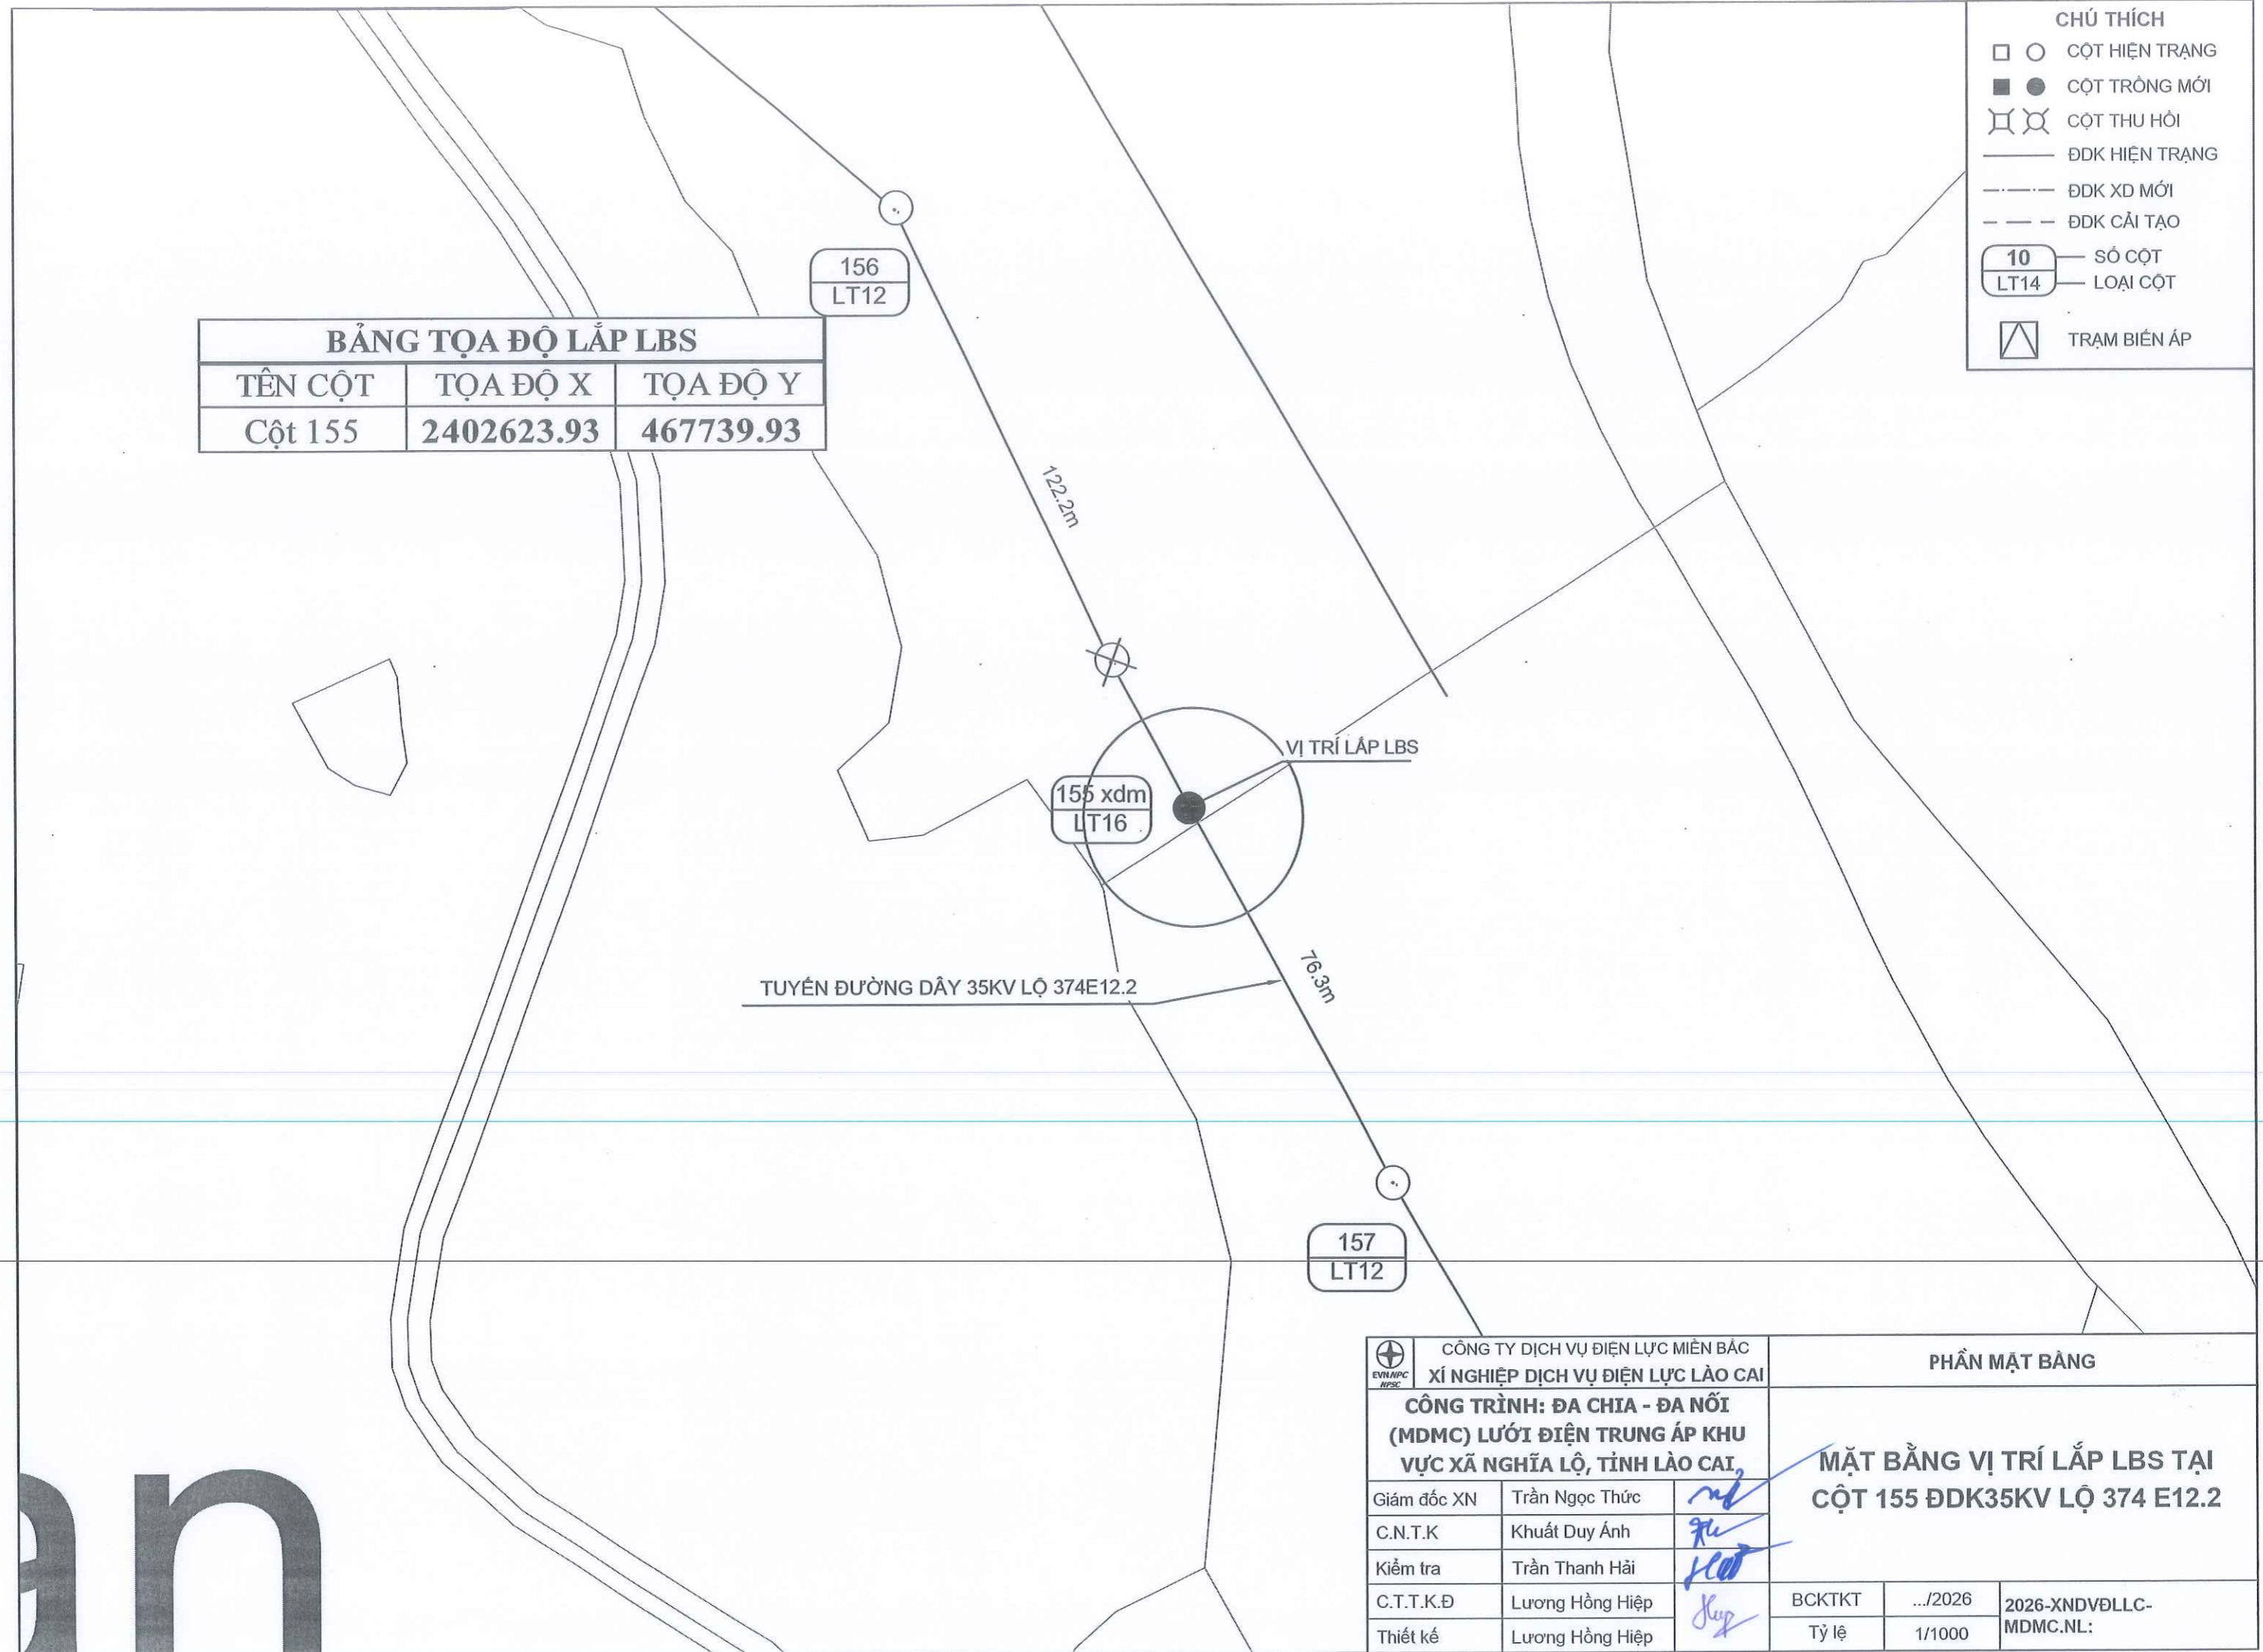 CHÚ THÍCH
CỘT HIỆN TRẠNG
CỘT TRỒNG MỚI
CỘT THU HỒI
ĐDK HIỆN TRẠNG
ĐDK XD MỚI
ĐDK CẢI TẠO
10 SỐ CỘT
LT14 LOẠI CỘT
TRẠM BIẾN ÁP
156
LT12
BẢNG TỌA ĐỘ LẮP LBS
TÊN CỘT TỌA ĐỘ X TỌA ĐỘ Y
Cột 155 2402623.93 467739.93
122.2m
VỊ TRÍ LẮP LBS
155 xdm
LT16
TUYẾN ĐƯỜNG DÂY 35KV LỘ 374E12.2
76.3m
157
LT12
an
EVNNPC
NPSC
CÔNG TY DỊCH VỤ ĐIỆN LỰC MIỀN BẮC
XÍ NGHIỆP DỊCH VỤ ĐIỆN LỰC LÀO CAI
PHẦN MẶT BẰNG
CÔNG TRÌNH: ĐA CHIA - ĐA NỐI
(MDMC) LƯỚI ĐIỆN TRUNG ÁP KHU
VỰC XÃ NGHĨA LỘ, TỈNH LÀO CAI
MẶT BẰNG VỊ TRÍ LẮP LBS TẠI
CỘT 155 ĐDK35KV LỘ 374 E12.2
Giám đốc XN Trần Ngọc Thức
C.N.T.K Khuất Duy Ánh
Kiểm tra Trần Thanh Hải
C.T.T.K.Đ Lương Hồng Hiệp
Thiết kế Lương Hồng Hiệp
BCKTKT .../2026
Tỷ lệ 1/1000
2026-XNDVĐLLC-
MDMC.NL: